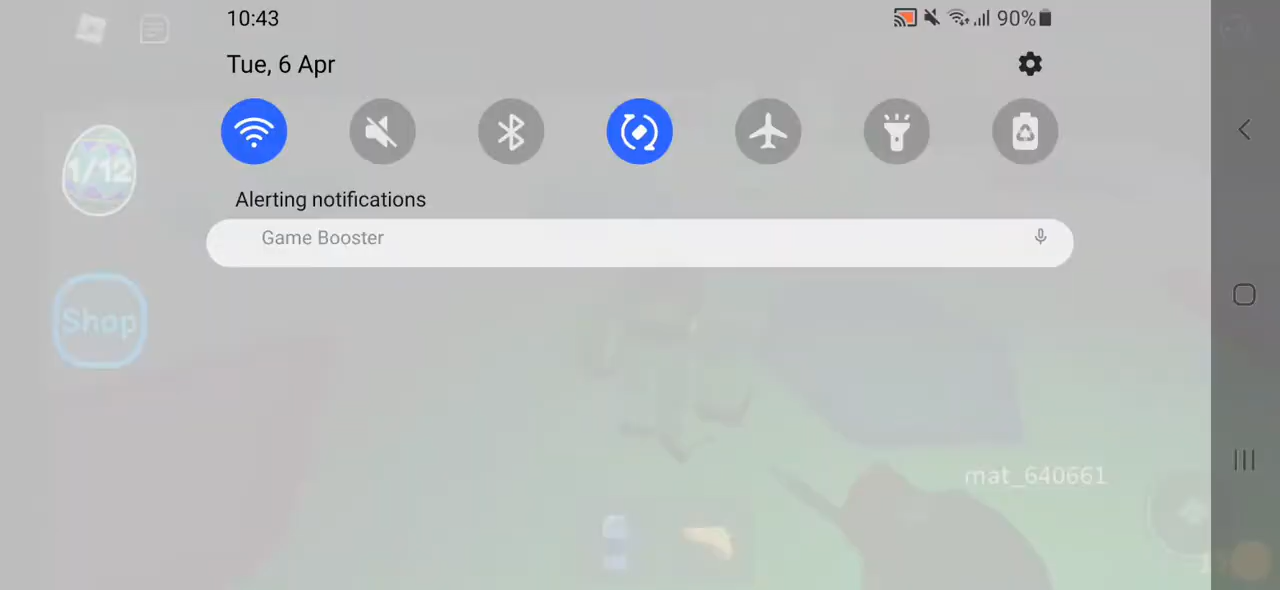 10:43
90%
Tue, 6 Apr
1/12
Alerting notifications
Game Booster
Shop
mat_640661